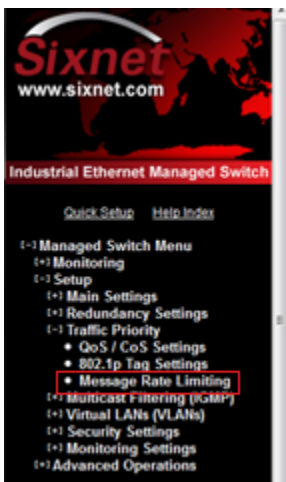 Sixnet
www.sixnet.com
Industrial Ethernet Managed Switch
Quick Setup Help Index
[-] Managed Switch Menu
[+] Monitoring
[-] Setup
[+] Main Settings
[+] Redundancy Settings
[-] Traffic Priority
• QoS / CoS Settings
• 802.1p Tag Settings
• Message Rate Limiting
[+] Multicast Filtering (IGMP)
[+] Virtual LANs (VLANs)
[+] Security Settings
[+] Monitoring Settings
[+] Advanced Operations